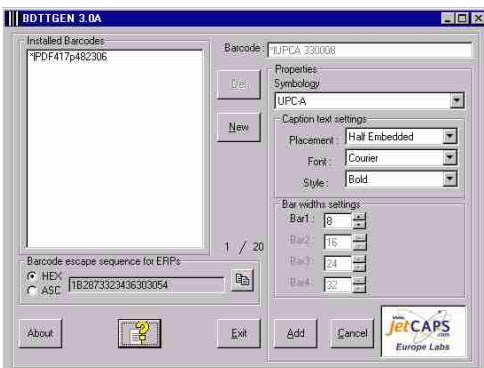 BDTTGEN 3.0A
Installed Barcodes
*IPDF417p482306
Barcode: *IUPCA 330008
Del
New
1 / 20
Properties
Symbology
UPC-A
Caption text settings
Placement: Half Embedded
Font: Courier
Style: Bold
Bar widths settings
Bar1: 8
Bar2: 16
Bar3: 24
Bar4: 32
Barcode escape sequence for ERPs
HEX
ASC
1B2873323436303054
About
Exit
Add
Cancel
www.
jetCAPS
.com
Europe Labs